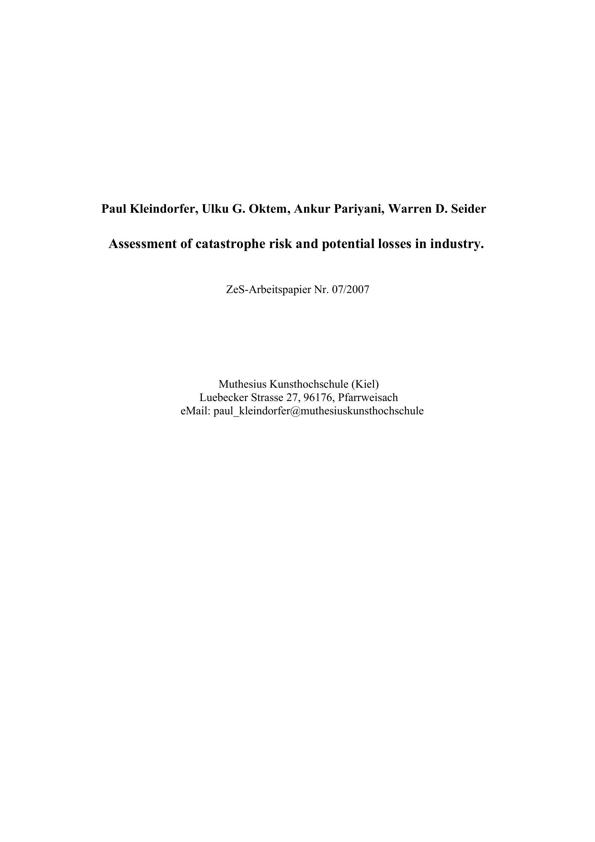 Paul Kleindorfer, Ulku G. Oktem, Ankur Pariyani, Warren D. Seider
Assessment of catastrophe risk and potential losses in industry.
ZeS-Arbeitspapier Nr. 07/2007
Muthesius Kunsthochschule (Kiel)
Luebecker Strasse 27, 96176, Pfarrweisach
eMail: paul_kleindorfer@muthesiuskunsthochschule